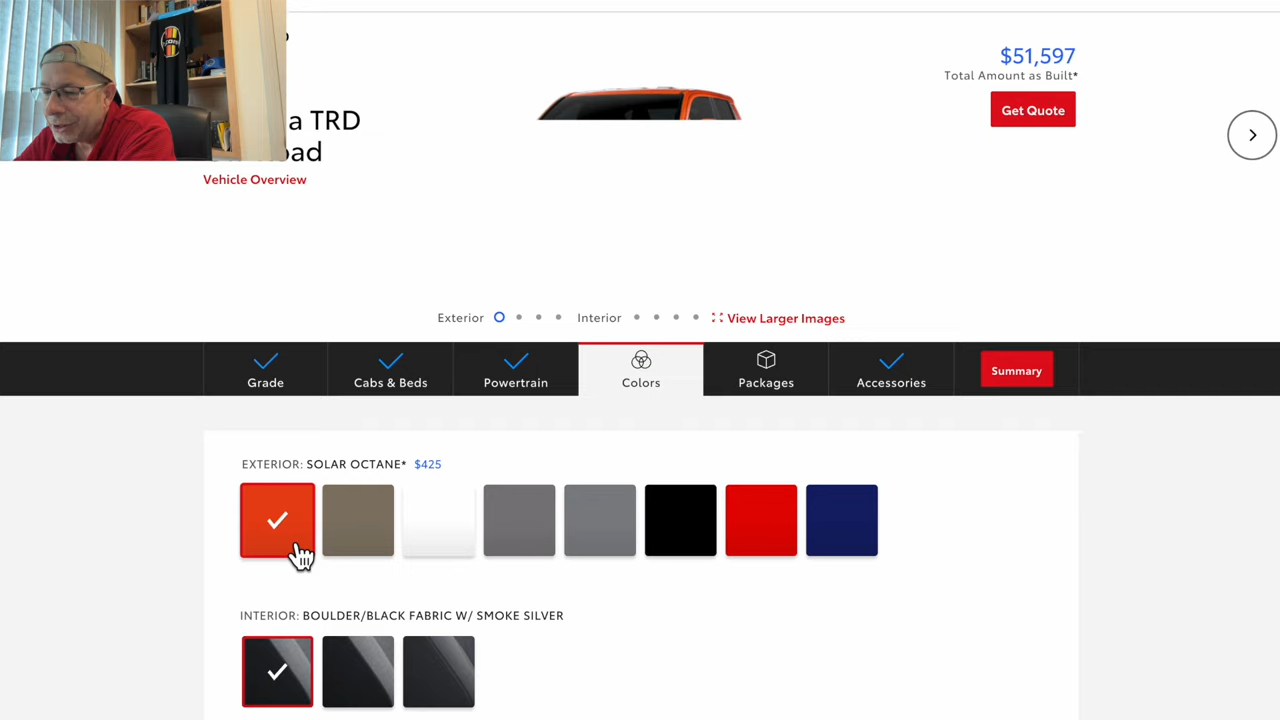 $51,597
Total Amount as Built*
Get Quote
a TRD
oad
Vehicle Overview
Exterior
Interior
View Larger Images
Grade
Cabs & Beds
Powertrain
Colors
Packages
Accessories
Summary
EXTERIOR: SOLAR OCTANE* $425
INTERIOR: BOULDER/BLACK FABRIC W/ SMOKE SILVER